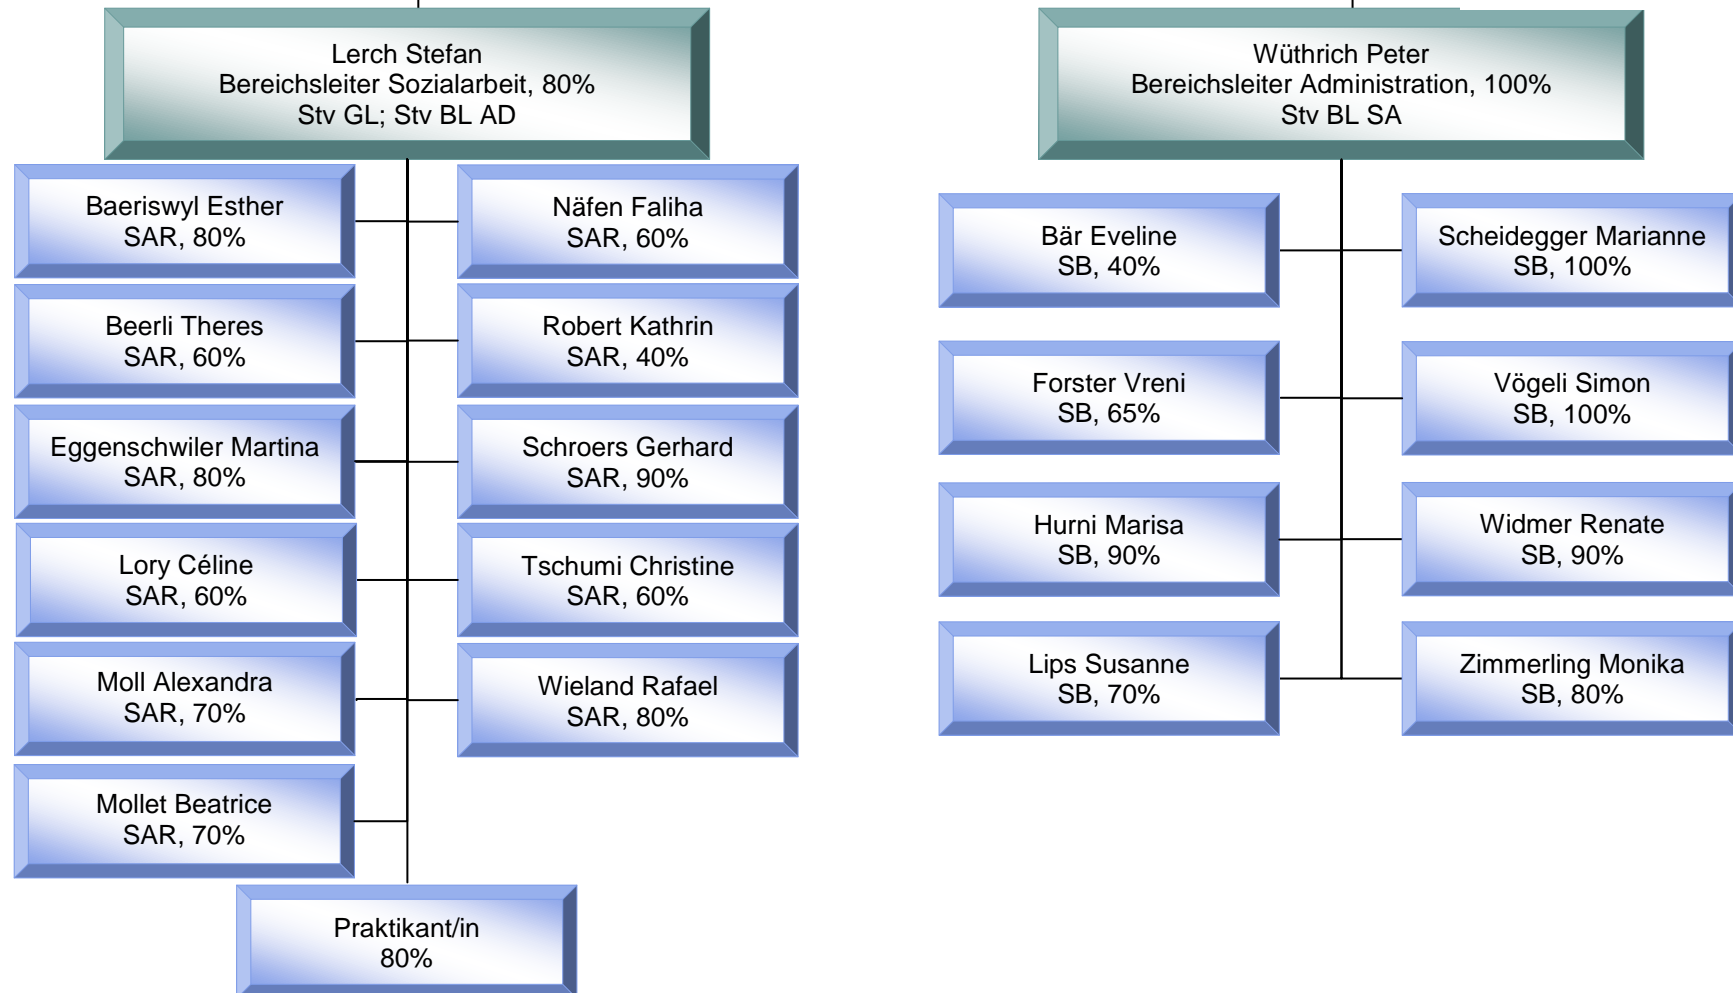 Lerch Stefan
Bereichsleiter Sozialarbeit, 80%
Stv GL; Stv BL AD
Baeriswyl Esther
SAR, 80%
Näfen Faliha
SAR, 60%
Beerli Theres
SAR, 60%
Robert Kathrin
SAR, 40%
Eggenschwiler Martina
SAR, 80%
Schroers Gerhard
SAR, 90%
Lory Céline
SAR, 60%
Tschumi Christine
SAR, 60%
Moll Alexandra
SAR, 70%
Wieland Rafael
SAR, 80%
Mollet Beatrice
SAR, 70%
Praktikant/in
80%
Wüthrich Peter
Bereichsleiter Administration, 100%
Stv BL SA
Bär Eveline
SB, 40%
Scheidegger Marianne
SB, 100%
Forster Vreni
SB, 65%
Vögeli Simon
SB, 100%
Hurni Marisa
SB, 90%
Widmer Renate
SB, 90%
Lips Susanne
SB, 70%
Zimmerling Monika
SB, 80%